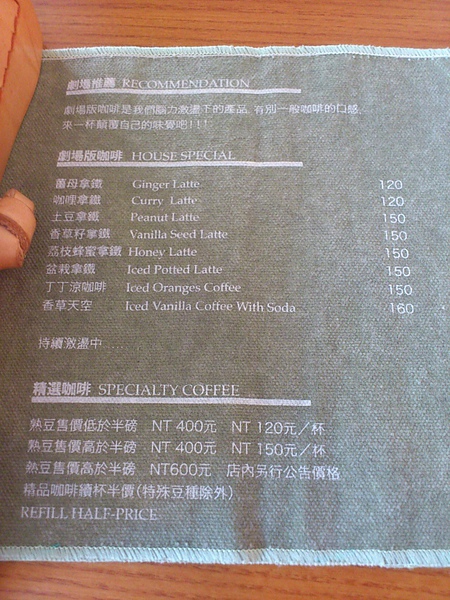 劇場推薦 RECOMMENDATION
劇場版咖啡是我們腦力激盪下的產品, 有別一般咖啡的口感,
來一杯顛覆自己的味覺吧!!!
劇場版咖啡 HOUSE SPECIAL
薑母拿鐵 Ginger Latte 120
咖哩拿鐵 Curry Latte 120
土豆拿鐵 Peanut Latte 150
香草籽拿鐵 Vanilla Seed Latte 150
荔枝蜂蜜拿鐵 Honey Latte 150
盆栽拿鐵 Iced Potted Latte 150
丁丁涼咖啡 Iced Oranges Coffee 150
香草天空 Iced Vanilla Coffee With Soda 160
持續激盪中 ....
精選咖啡 SPECIALTY COFFEE
熟豆售價低於半磅 NT 400元 NT 120元／杯
熟豆售價高於半磅 NT 400元 NT 150元／杯
熟豆售價高於半磅 NT600元 店內另行公告價格
精品咖啡續杯半價(特殊豆種除外)
REFILL HALF-PRICE